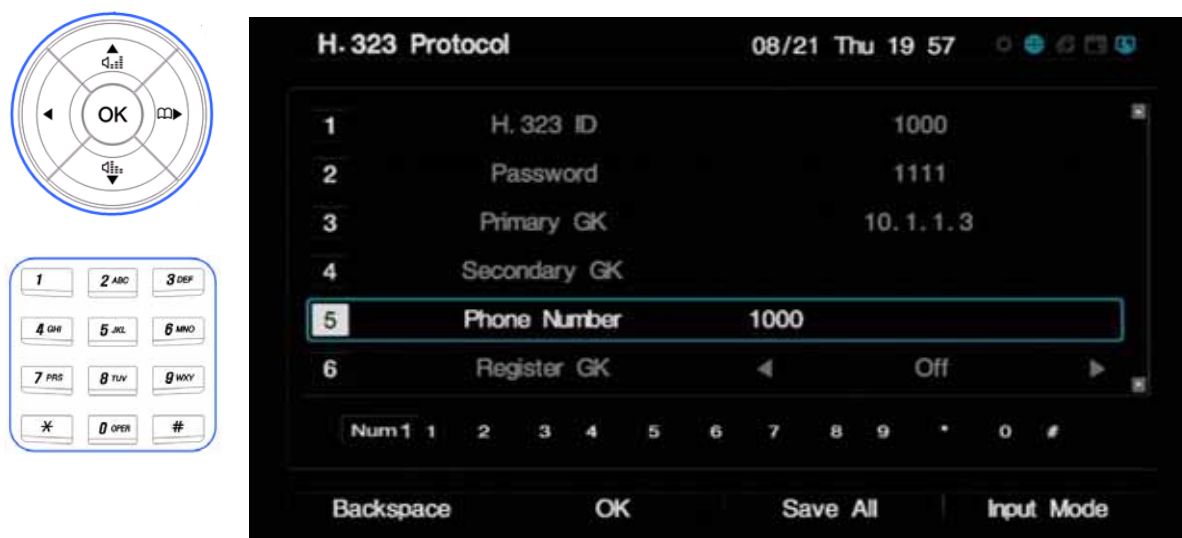 OK
1 2 ABC 3 DEF
4 GHI 5 JKL 6 MNO
7 PRS 8 TUV 9 WXY
* 0 OPER #
H.323 Protocol 08/21 Thu 19 57
1 H.323 ID 1000
2 Password 1111
3 Primary GK 10.1.1.3
4 Secondary GK
5 Phone Number 1000
6 Register GK Off
Num1 1 2 3 4 5 6 7 8 9 * 0 #
Backspace OK Save All Input Mode